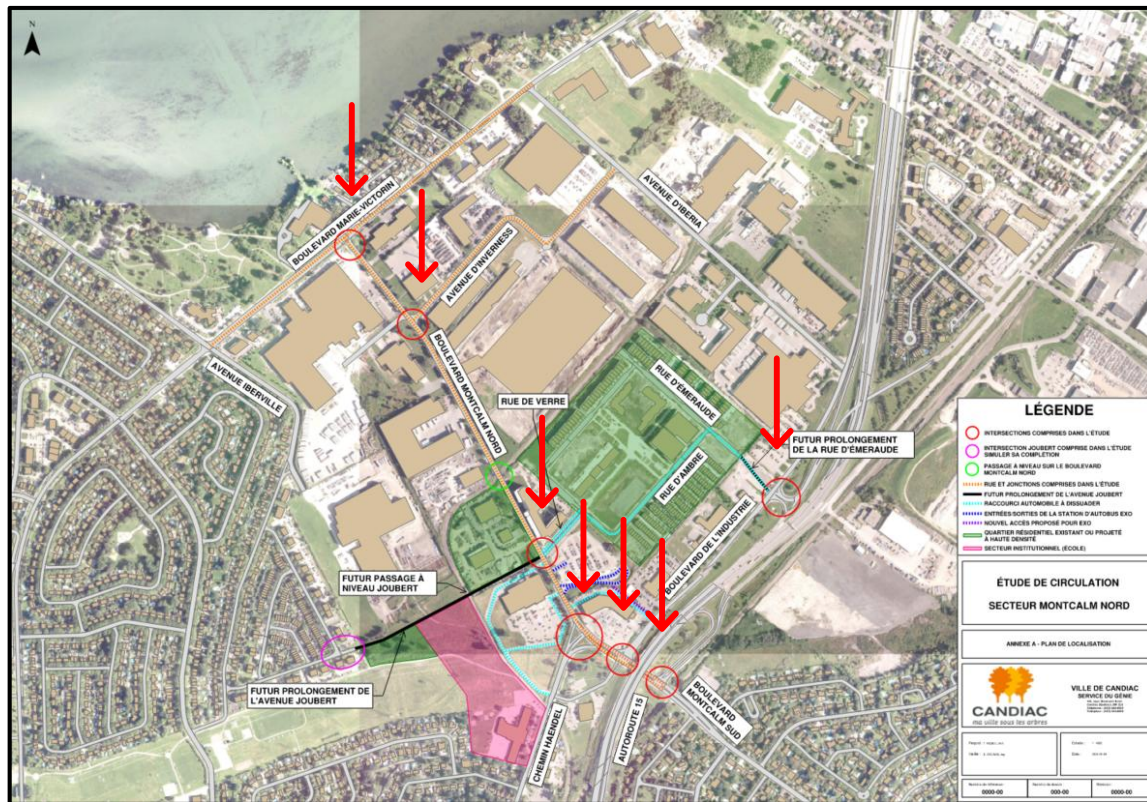 N
BOULEVARD MARIE-VICTORIN
AVENUE D'INVERNESS
AVENUE D'IBERIA
BOULEVARD MONTCALM NORD
AVENUE IBERVILLE
RUE DE VERRE
RUE D'ÉMERAUDE
FUTUR PROLONGEMENT
DE LA RUE D'ÉMERAUDE
RUE D'AMBRE
BOULEVARD DE L'INDUSTRIE
FUTUR PASSAGE À
NIVEAU JOUBERT
FUTUR PROLONGEMENT DE
L'AVENUE JOUBERT
CHEMIN HAENDEL
AUTOROUTE 15
BOULEVARD
MONTCALM SUD
LÉGENDE
INTERSECTIONS COMPRISES DANS L'ÉTUDE
INTERSECTION JOUBERT COMPRISE DANS L'ÉTUDE
SIMULER SA COMPLÉTION
PASSAGE À NIVEAU SUR LE BOULEVARD
MONTCALM NORD
RUE ET JONCTIONS COMPRISES DANS L'ÉTUDE
FUTUR PROLONGEMENT DE L'AVENUE JOUBERT
RACCOURCI AUTOMOBILE À DISSUADER
ENTRÉES/SORTIES DE LA STATION D'AUTOBUS EXO
NOUVEL ACCÈS PROPOSÉ POUR EXO
QUARTIER RÉSIDENTIEL EXISTANT OU PROJETÉ
À HAUTE DENSITÉ
SECTEUR INSTITUTIONNEL (ÉCOLE)
ÉTUDE DE CIRCULATION
SECTEUR MONTCALM NORD
ANNEXE A - PLAN DE LOCALISATION
CANDIAC
ma ville sous les arbres
VILLE DE CANDIAC
SERVICE DU GÉNIE
0000-00
000-00
00-00